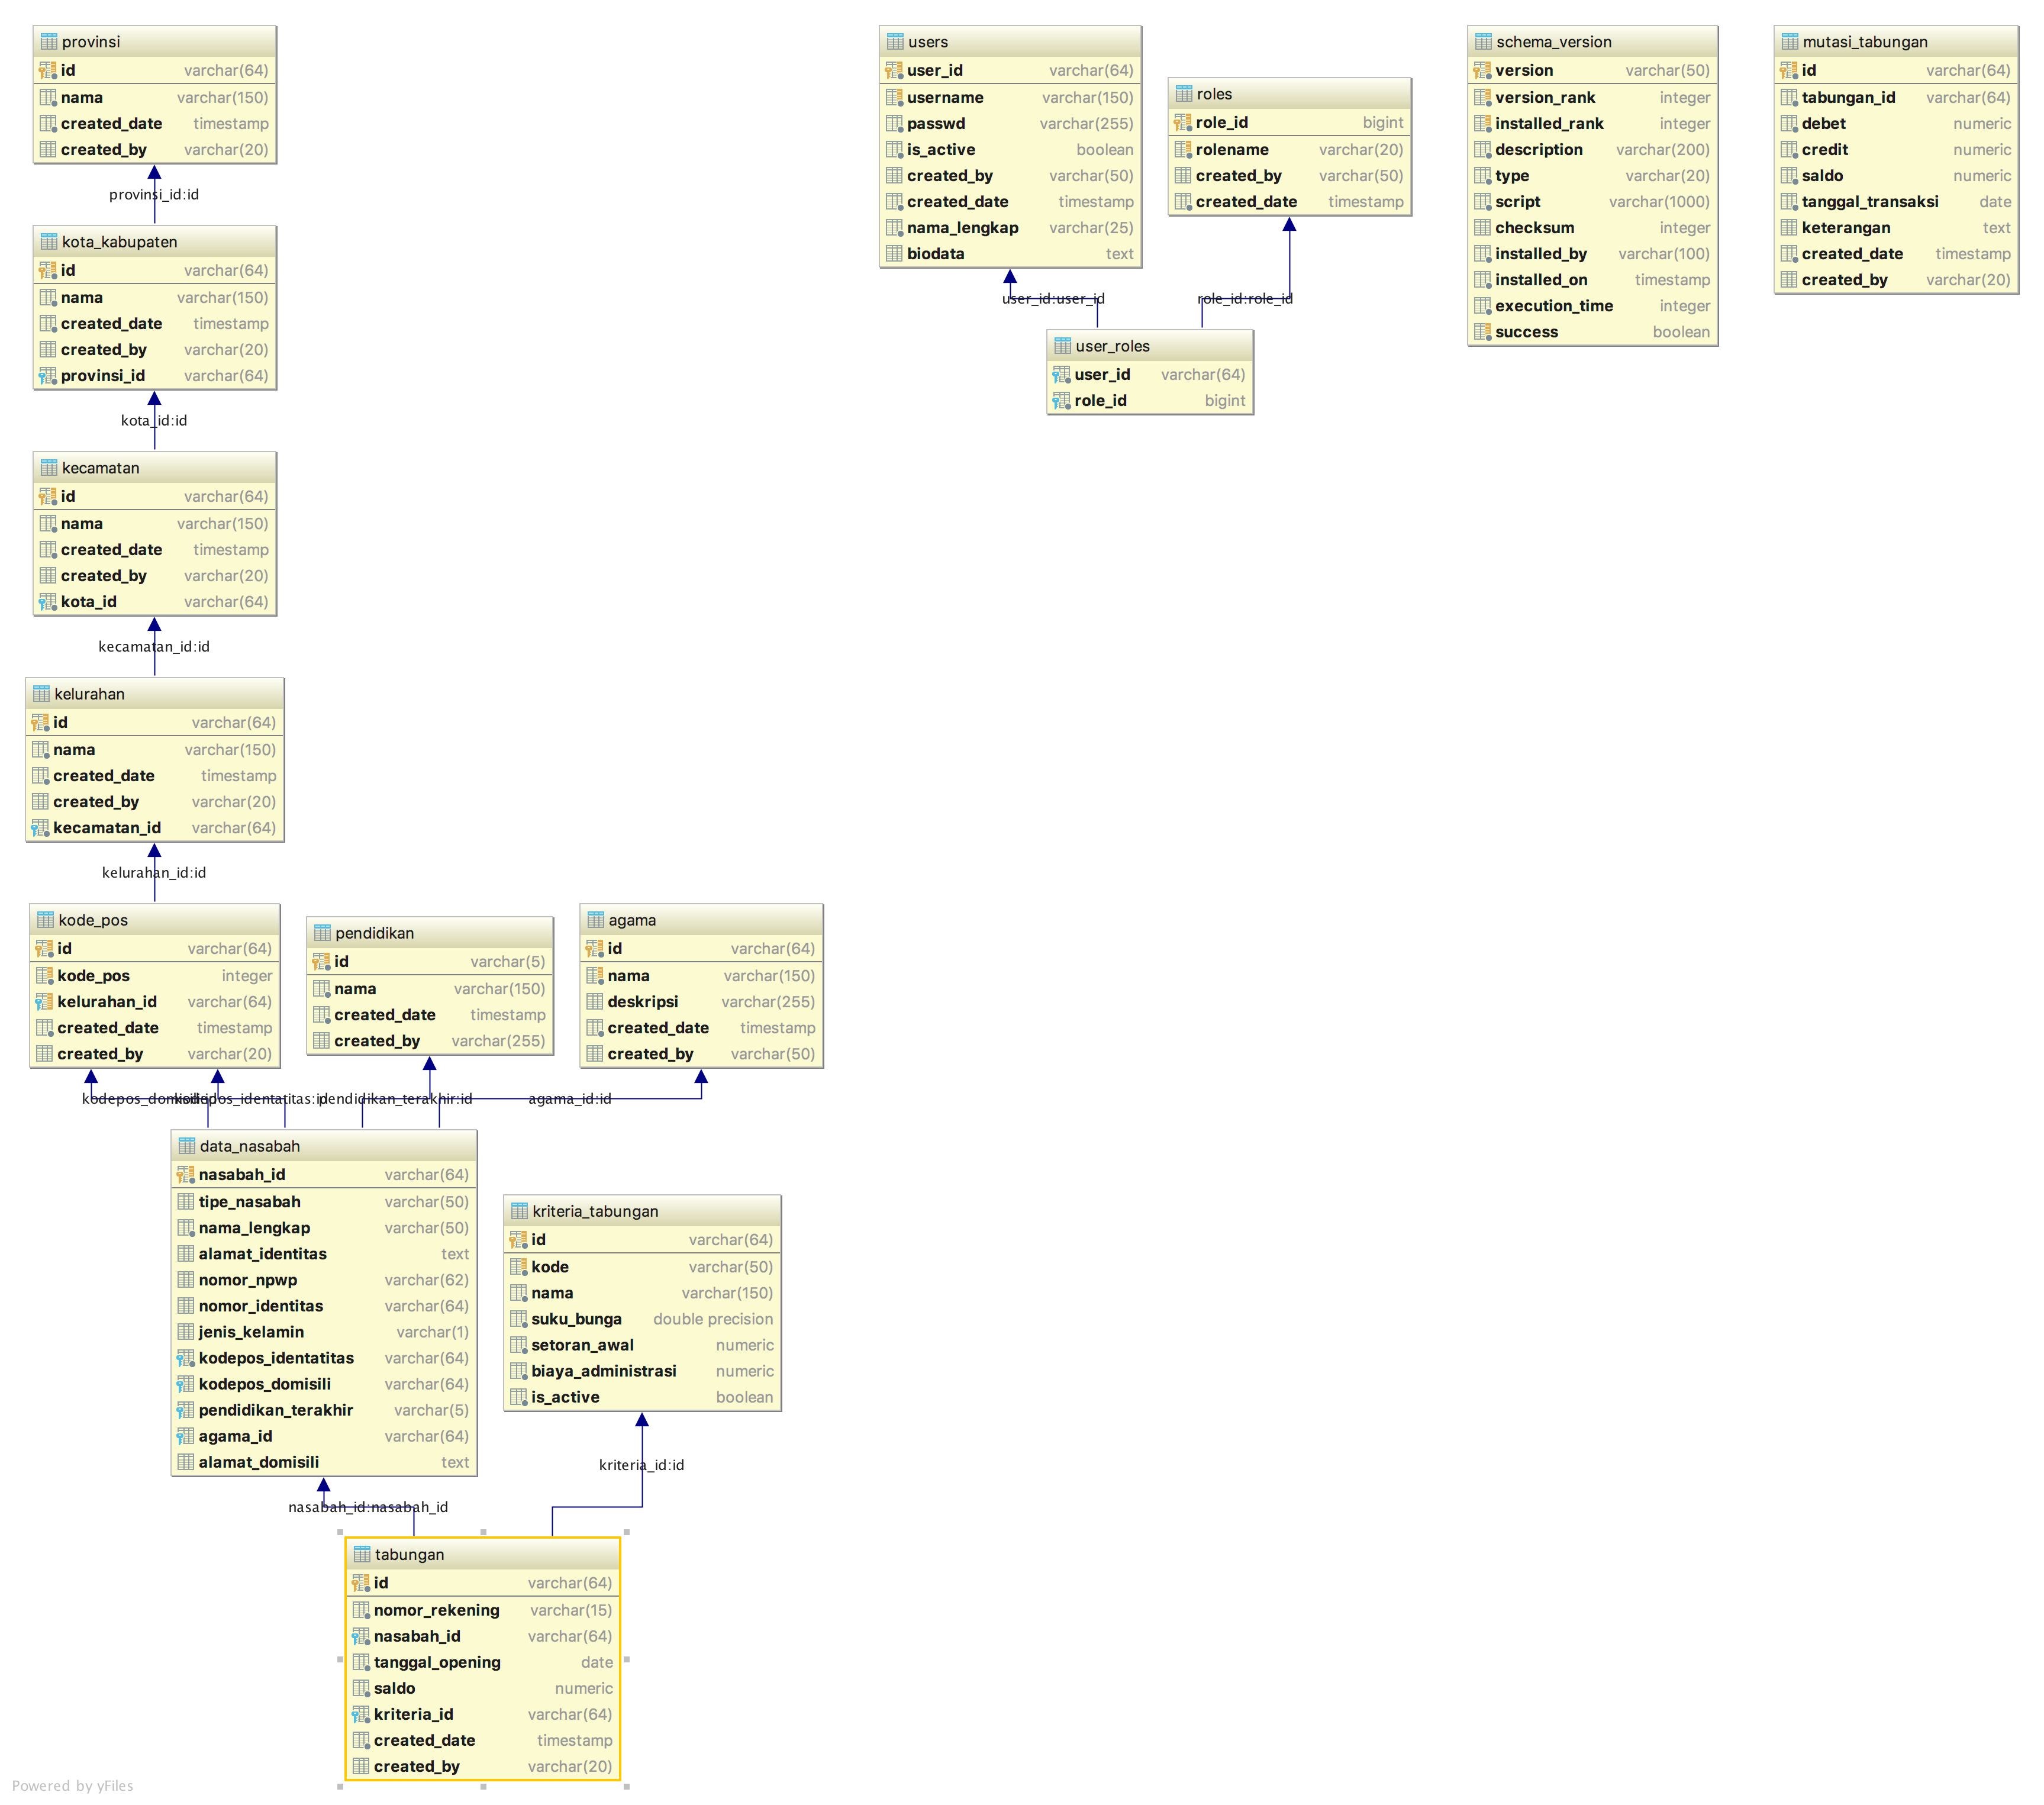 provinsi
id varchar(64)
nama varchar(150)
created_date timestamp
created_by varchar(20)
provinsi_id:id
kota_kabupaten
id varchar(64)
nama varchar(150)
created_date timestamp
created_by varchar(20)
provinsi_id varchar(64)
kota_id:id
kecamatan
id varchar(64)
nama varchar(150)
created_date timestamp
created_by varchar(20)
kota_id varchar(64)
kecamatan_id:id
kelurahan
id varchar(64)
nama varchar(150)
created_date timestamp
created_by varchar(20)
kecamatan_id varchar(64)
kelurahan_id:id
kode_pos
id varchar(64)
kode_pos integer
kelurahan_id varchar(64)
created_date timestamp
created_by varchar(20)
pendidikan
id varchar(5)
nama varchar(150)
created_date timestamp
created_by varchar(255)
agama
id varchar(64)
nama varchar(150)
deskripsi varchar(255)
created_date timestamp
created_by varchar(50)
kodepos_domisili:id
kodepos_identatitas:id
pendidikan_terakhir:id
agama_id:id
data_nasabah
nasabah_id varchar(64)
tipe_nasabah varchar(50)
nama_lengkap varchar(50)
alamat_identitas text
nomor_npwp varchar(62)
nomor_identitas varchar(64)
jenis_kelamin varchar(1)
kodepos_identatitas varchar(64)
kodepos_domisili varchar(64)
pendidikan_terakhir varchar(5)
agama_id varchar(64)
alamat_domisili text
kriteria_tabungan
id varchar(64)
kode varchar(50)
nama varchar(150)
suku_bunga double precision
setoran_awal numeric
biaya_administrasi numeric
is_active boolean
nasabah_id:nasabah_id
kriteria_id:id
tabungan
id varchar(64)
nomor_rekening varchar(15)
nasabah_id varchar(64)
tanggal_opening date
saldo numeric
kriteria_id varchar(64)
created_date timestamp
created_by varchar(20)
users
user_id varchar(64)
username varchar(150)
passwd varchar(255)
is_active boolean
created_by varchar(50)
created_date timestamp
nama_lengkap varchar(25)
biodata text
roles
role_id bigint
rolename varchar(20)
created_by varchar(50)
created_date timestamp
user_id:user_id
role_id:role_id
user_roles
user_id varchar(64)
role_id bigint
schema_version
version varchar(50)
version_rank integer
installed_rank integer
description varchar(200)
type varchar(20)
script varchar(1000)
checksum integer
installed_by varchar(100)
installed_on timestamp
execution_time integer
success boolean
mutasi_tabungan
id varchar(64)
tabungan_id varchar(64)
debet numeric
credit numeric
saldo numeric
tanggal_transaksi date
keterangan text
created_date timestamp
created_by varchar(20)
Powered by yFiles